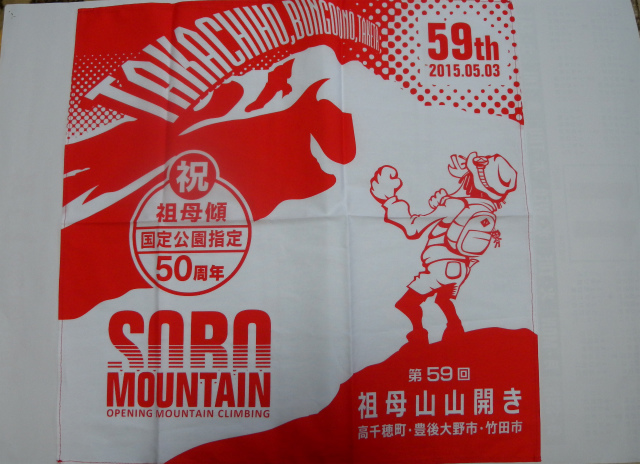 TAKACHIHO, BUNGOONO, TAKETA
59th
2015.05.03
祝
祖母傾
国定公園指定
50周年
SOBO
MOUNTAIN
OPENING MOUNTAIN CLIMBING
第59回
祖母山山開き
高千穂町・豊後大野市・竹田市